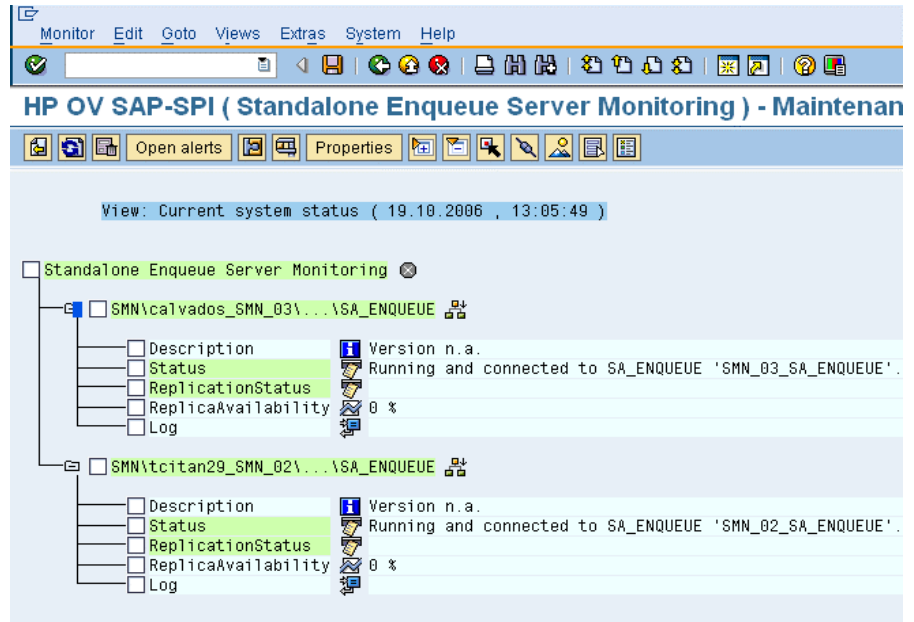 Monitor Edit Goto Views Extras System Help
HP OV SAP-SPI ( Standalone Enqueue Server Monitoring ) - Maintenan
Open alerts Properties
View: Current system status ( 19.10.2006 , 13:05:49 )
Standalone Enqueue Server Monitoring
SMN\calvados_SMN_03\...\SA_ENQUEUE
Description Version n.a.
Status Running and connected to SA_ENQUEUE 'SMN_03_SA_ENQUEUE'.
ReplicationStatus
ReplicaAvailability 0 %
Log
SMN\tcitan29_SMN_02\...\SA_ENQUEUE
Description Version n.a.
Status Running and connected to SA_ENQUEUE 'SMN_02_SA_ENQUEUE'.
ReplicationStatus
ReplicaAvailability 0 %
Log